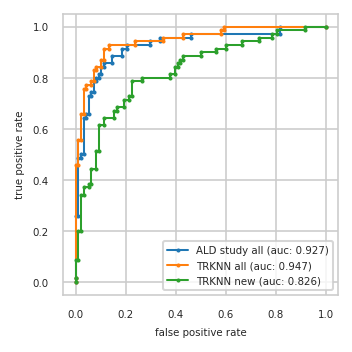 1.0
0.8
0.6
0.4
0.2
0.0
true positive rate
ALD study all (auc: 0.927)
TRKNN all (auc: 0.947)
TRKNN new (auc: 0.826)
0.0 0.2 0.4 0.6 0.8 1.0
false positive rate